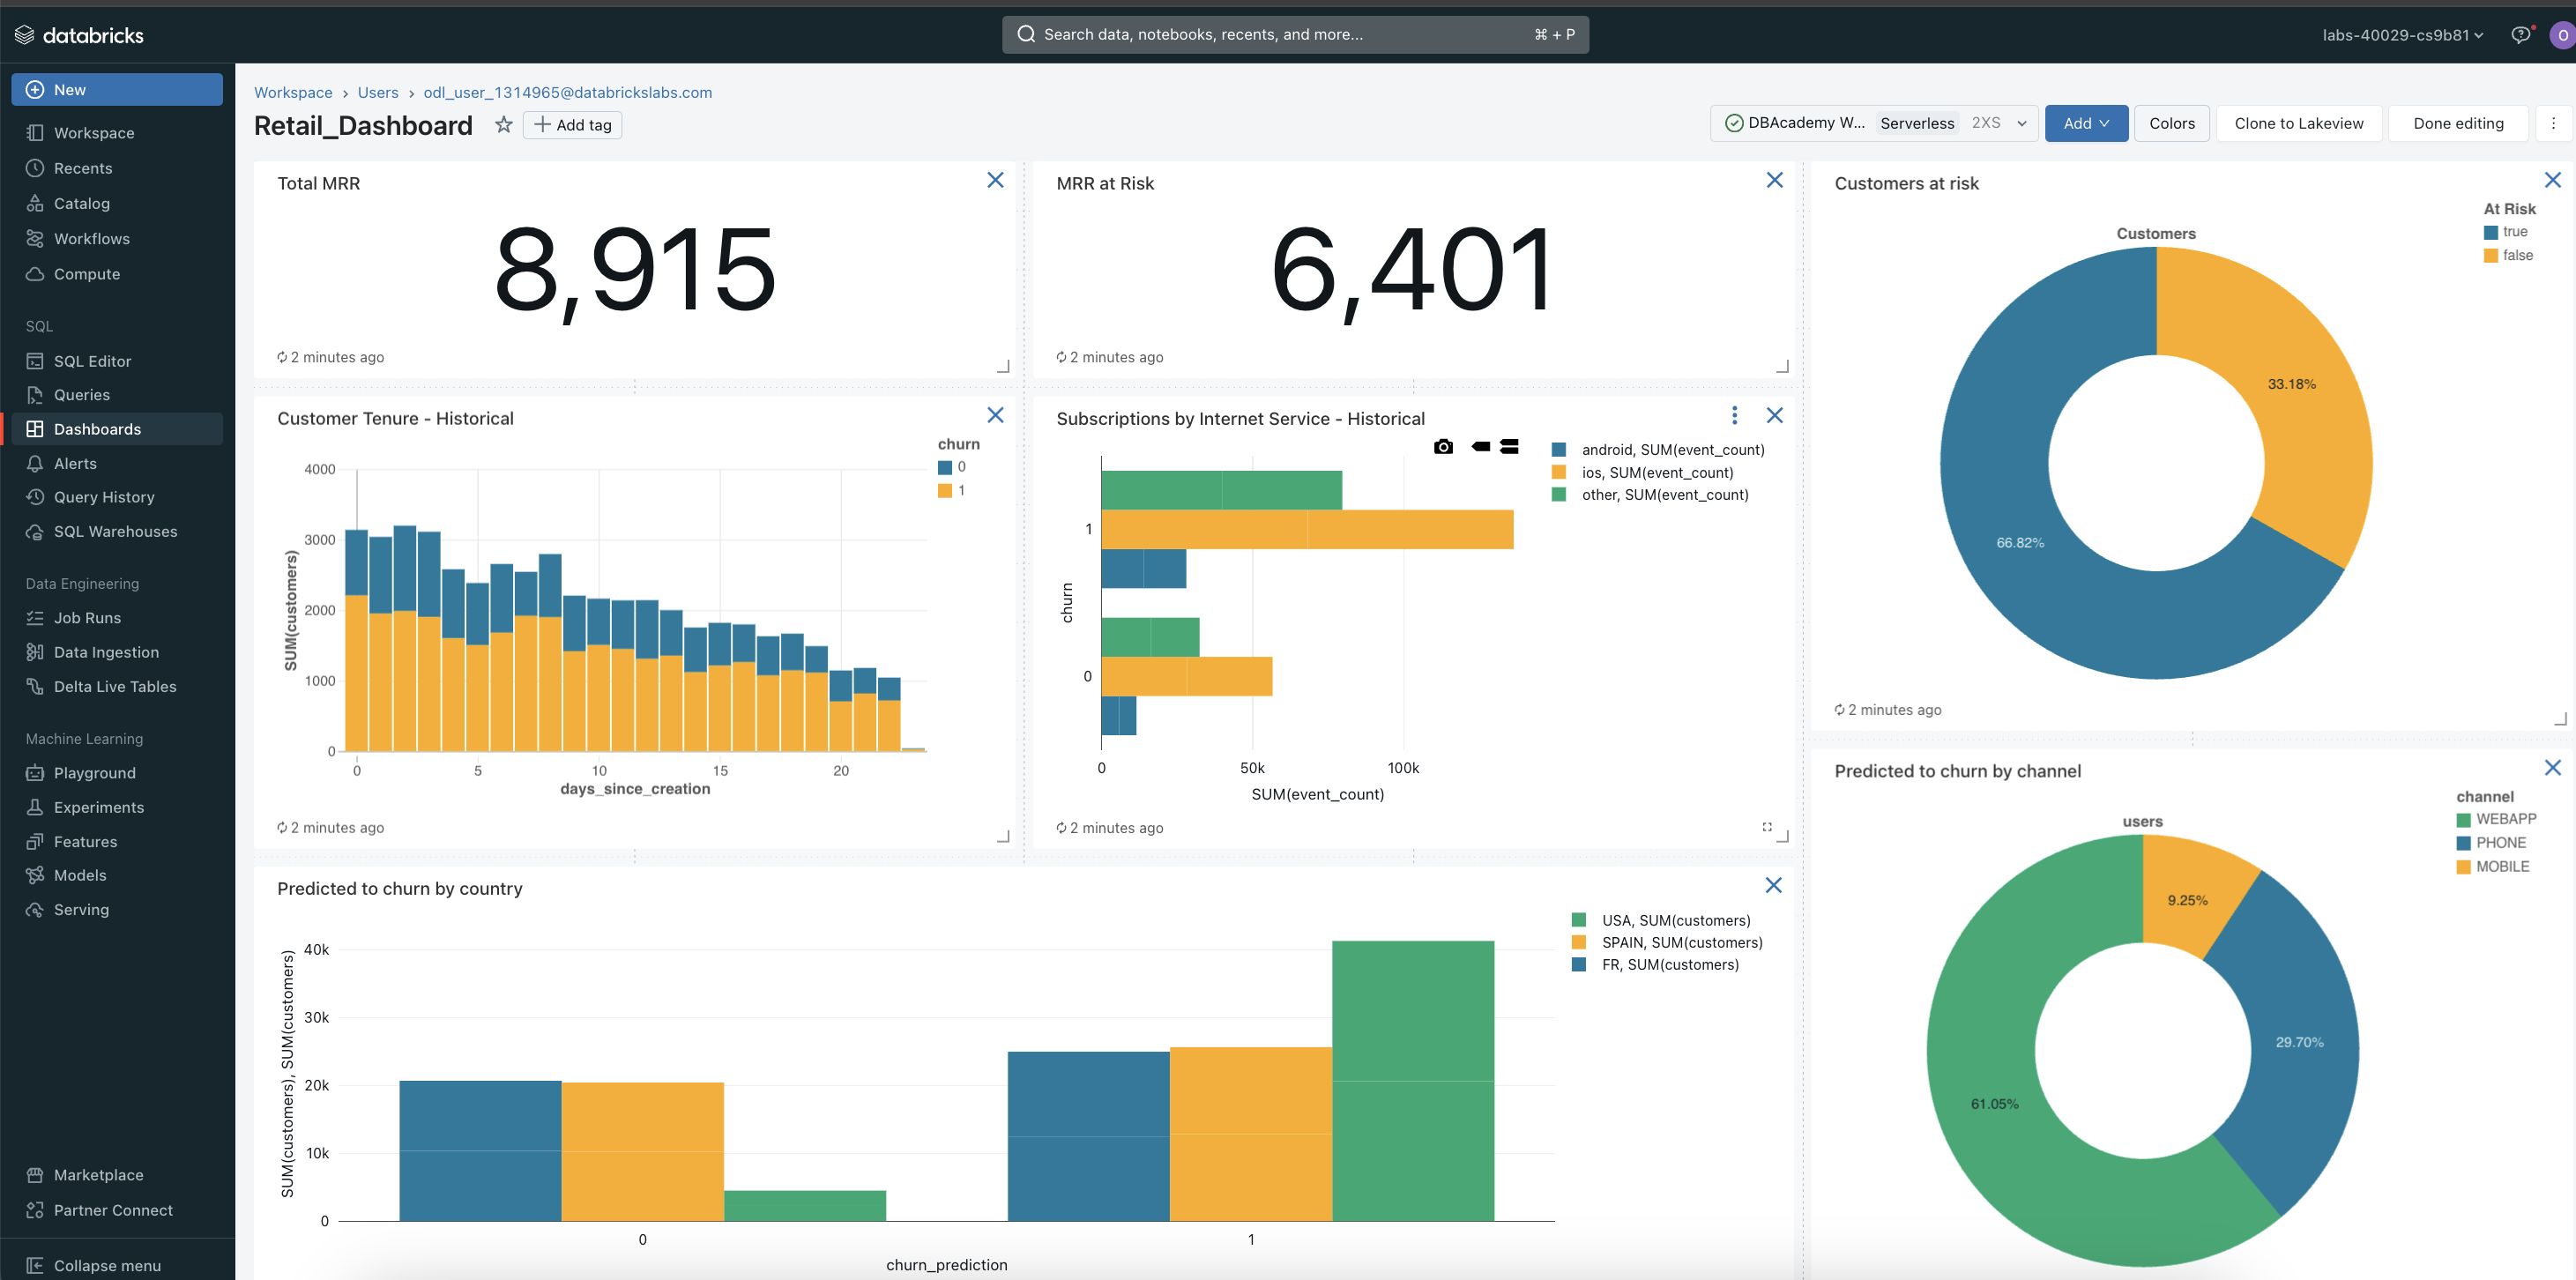 databricks
Search data, notebooks, recents, and more...
⌘ + P
labs-40029-cs9b81
O
New
Workspace
Recents
Catalog
Workflows
Compute
SQL
SQL Editor
Queries
Dashboards
Alerts
Query History
SQL Warehouses
Data Engineering
Job Runs
Data Ingestion
Delta Live Tables
Machine Learning
Playground
Experiments
Features
Models
Serving
Marketplace
Partner Connect
Collapse menu
Workspace › Users › odl_user_1314965@databrickslabs.com
Retail_Dashboard
Add tag
DBAcademy W... Serverless 2XS
Add
Colors
Clone to Lakeview
Done editing
Total MRR
8,915
2 minutes ago
MRR at Risk
6,401
2 minutes ago
Customers at risk
At Risk
true
false
Customers
33.18%
66.82%
2 minutes ago
Customer Tenure - Historical
churn
0
1
4000
3000
2000
1000
0
SUM(customers)
0 5 10 15 20
days_since_creation
2 minutes ago
Subscriptions by Internet Service - Historical
android, SUM(event_count)
ios, SUM(event_count)
other, SUM(event_count)
1
churn
0
0 50k 100k
SUM(event_count)
2 minutes ago
Predicted to churn by channel
channel
WEBAPP
PHONE
MOBILE
users
9.25%
29.70%
61.05%
Predicted to churn by country
USA, SUM(customers)
SPAIN, SUM(customers)
FR, SUM(customers)
40k
30k
20k
10k
0
SUM(customers), SUM(customers), SUM(customers)
0 1
churn_prediction